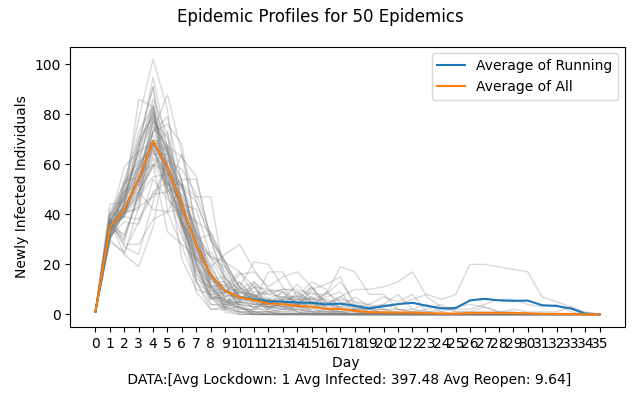 Epidemic Profiles for 50 Epidemics
Average of Running
Average of All
Newly Infected Individuals
100
80
60
40
20
0
0 1 2 3 4 5 6 7 8 9 10 11 12 13 14 15 16 17 18 19 20 21 22 23 24 25 26 27 28 29 30 31 32 33 34 35
Day
DATA:[Avg Lockdown: 1 Avg Infected: 397.48 Avg Reopen: 9.64]